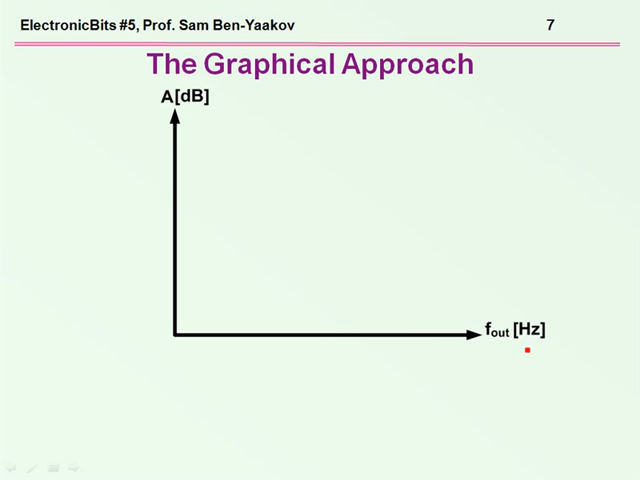 ElectronicBits #5, Prof. Sam Ben-Yaakov 7
The Graphical Approach
A[dB]
fout [Hz]